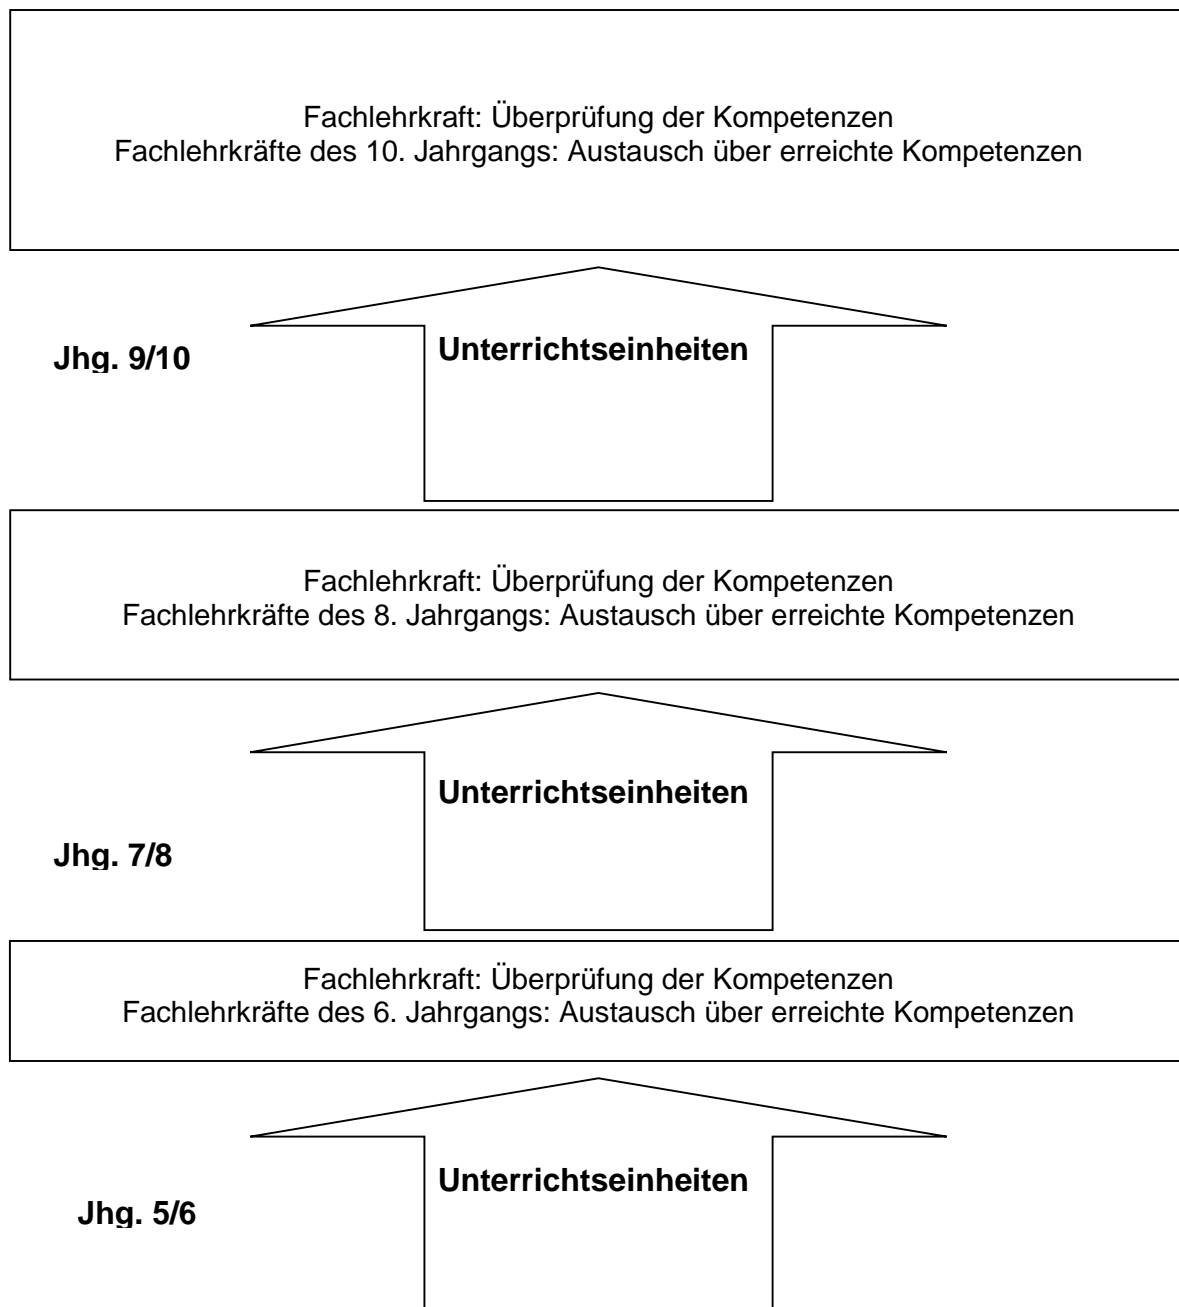 Fachlehrkraft: Überprüfung der Kompetenzen
Fachlehrkräfte des 10. Jahrgangs: Austausch über erreichte Kompetenzen
Unterrichtseinheiten
Jhg. 9/10
Fachlehrkraft: Überprüfung der Kompetenzen
Fachlehrkräfte des 8. Jahrgangs: Austausch über erreichte Kompetenzen
Unterrichtseinheiten
Jhg. 7/8
Fachlehrkraft: Überprüfung der Kompetenzen
Fachlehrkräfte des 6. Jahrgangs: Austausch über erreichte Kompetenzen
Unterrichtseinheiten
Jhg. 5/6